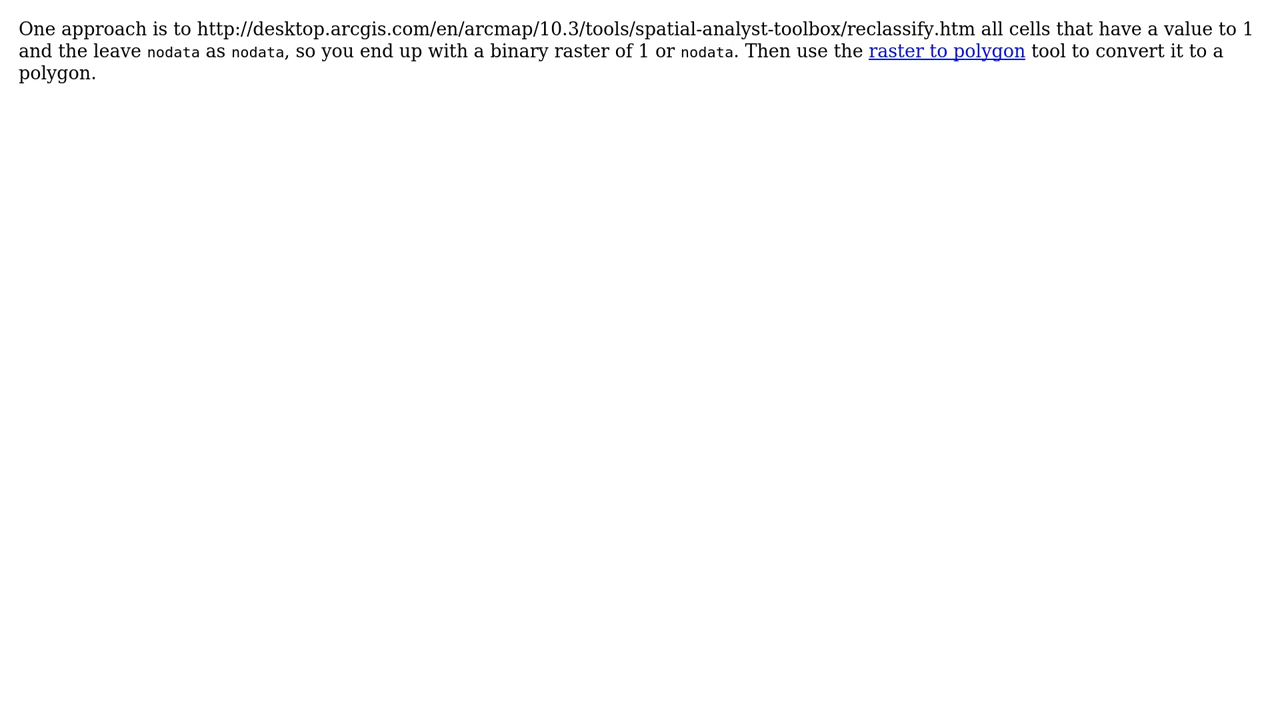 One approach is to http://desktop.arcgis.com/en/arcmap/10.3/tools/spatial-analyst-toolbox/reclassify.htm all cells that have a value to 1
and the leave nodata as nodata, so you end up with a binary raster of 1 or nodata. Then use the raster to polygon tool to convert it to a
polygon.